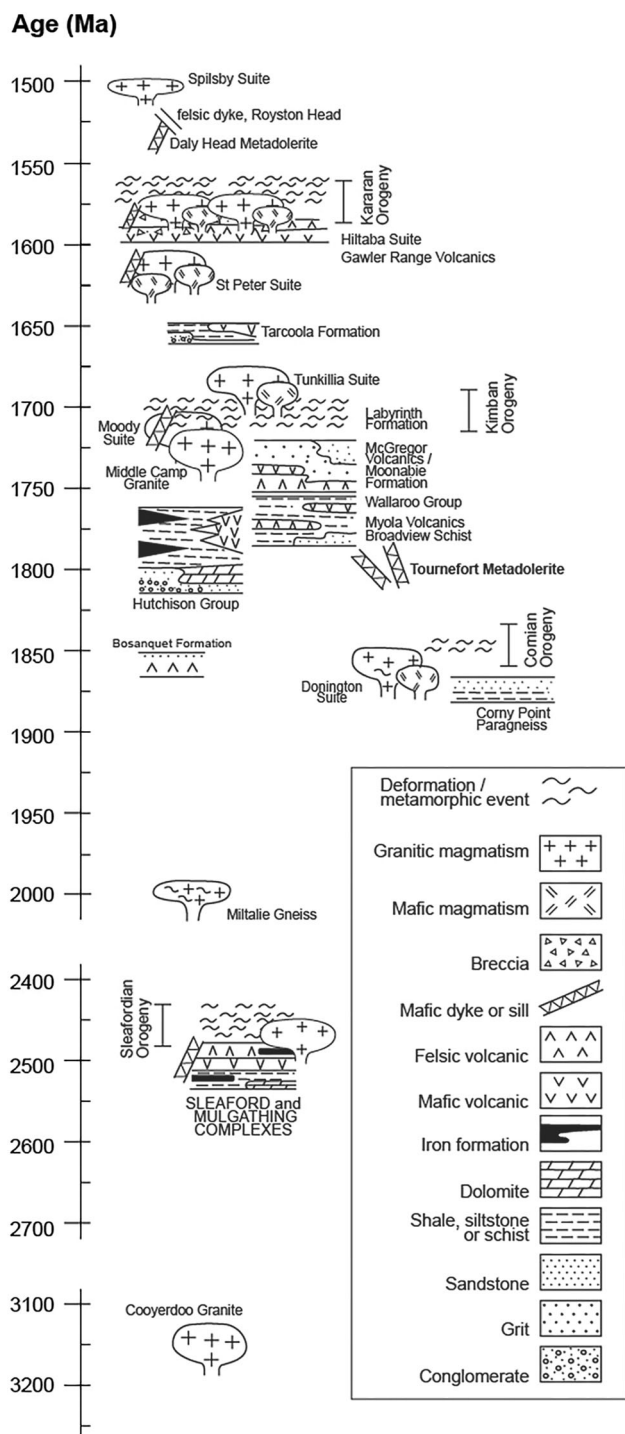 Age (Ma)
1500
Spilsby Suite
felsic dyke, Royston Head
Daly Head Metadolerite
1550
Kararan
Orogeny
1600
Hiltaba Suite
Gawler Range Volcanics
St Peter Suite
1650
Tarcoola Formation
Tunkillia Suite
1700
Moody
Suite
Labyrinth
Formation
Kimban
Orogeny
Middle Camp
Granite
McGregor
Volcanics /
Moonabie
Formation
1750
Wallaroo Group
Myola Volcanics
Broadview Schist
1800
Tournefort Metadolerite
Hutchison Group
Bosanquet Formation
1850
Cornian
Orogeny
Donington
Suite
Corny Point
Paragneiss
1900
1950
2000
Miltalie Gneiss
2400
Sleafordian
Orogeny
2500
SLEAFORD and
MULGATHING
COMPLEXES
2600
2700
3100
Cooyerdoo Granite
3200
Deformation /
metamorphic event
Granitic magmatism
Mafic magmatism
Breccia
Mafic dyke or sill
Felsic volcanic
Mafic volcanic
Iron formation
Dolomite
Shale, siltstone
or schist
Sandstone
Grit
Conglomerate